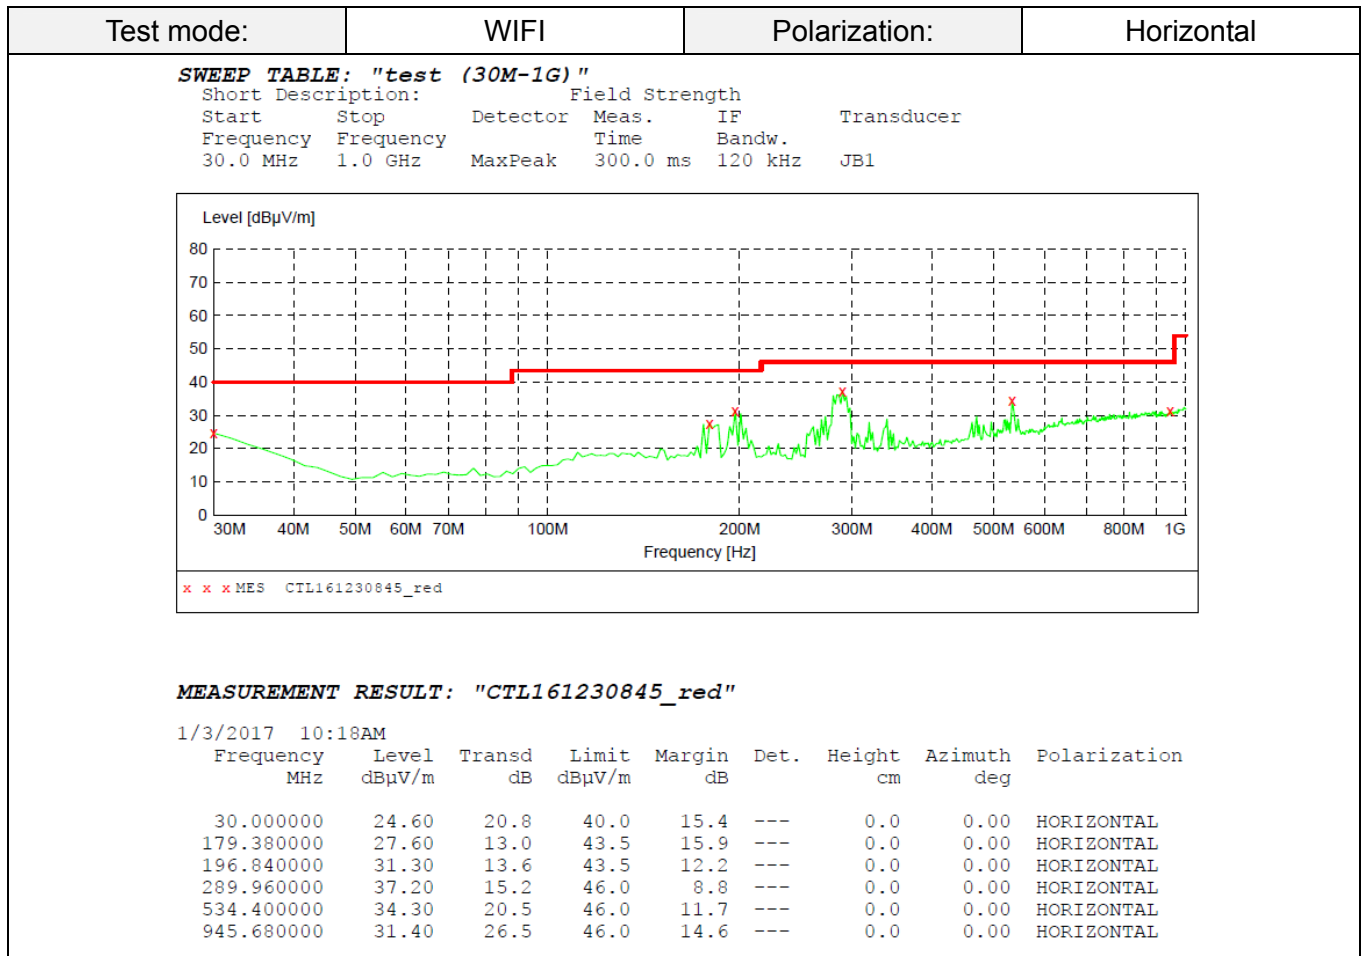 Test mode: WIFI Polarization: Horizontal
SWEEP TABLE: "test (30M-1G)"
Short Description: Field Strength
Start Stop Detector Meas. IF Transducer
Frequency Frequency Time Bandw.
30.0 MHz 1.0 GHz MaxPeak 300.0 ms 120 kHz JB1
Level [dBµV/m]
80
70
60
50
40
30
20
10
0
30M 40M 50M 60M 70M 100M 200M 300M 400M 500M 600M 800M 1G
Frequency [Hz]
x x x MES CTL161230845_red
MEASUREMENT RESULT: "CTL161230845_red"
1/3/2017 10:18AM
Frequency Level Transd Limit Margin Det. Height Azimuth Polarization
MHz dBµV/m dB dBµV/m dB cm deg
30.000000 24.60 20.8 40.0 15.4 --- 0.0 0.00 HORIZONTAL
179.380000 27.60 13.0 43.5 15.9 --- 0.0 0.00 HORIZONTAL
196.840000 31.30 13.6 43.5 12.2 --- 0.0 0.00 HORIZONTAL
289.960000 37.20 15.2 46.0 8.8 --- 0.0 0.00 HORIZONTAL
534.400000 34.30 20.5 46.0 11.7 --- 0.0 0.00 HORIZONTAL
945.680000 31.40 26.5 46.0 14.6 --- 0.0 0.00 HORIZONTAL